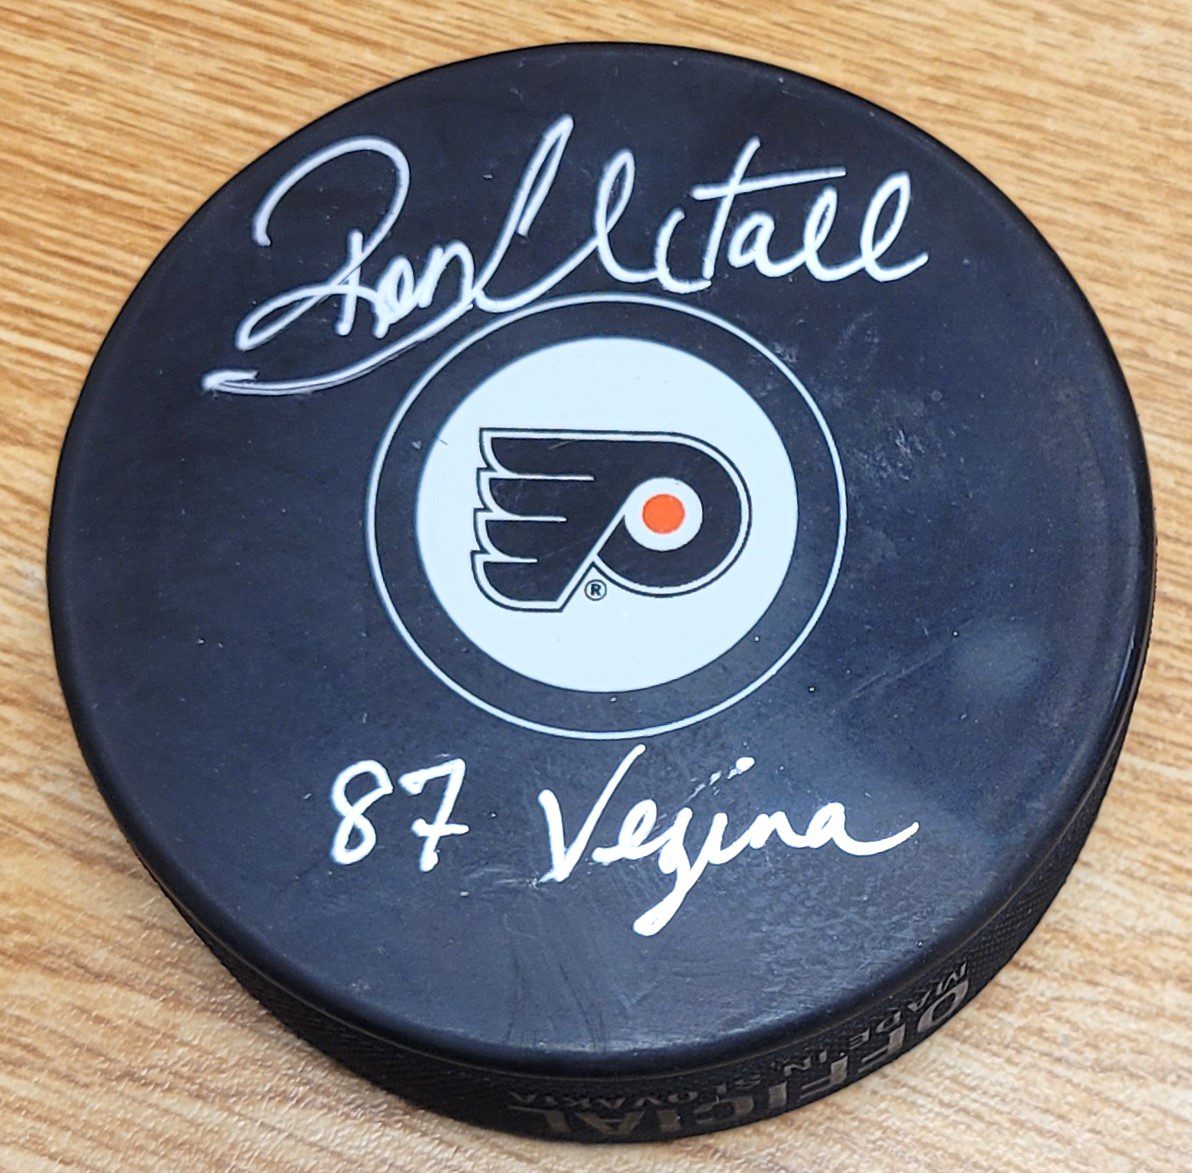 Ron Hextall
®
87 Vezina
OFFICIAL
MADE IN SLOVAKIA